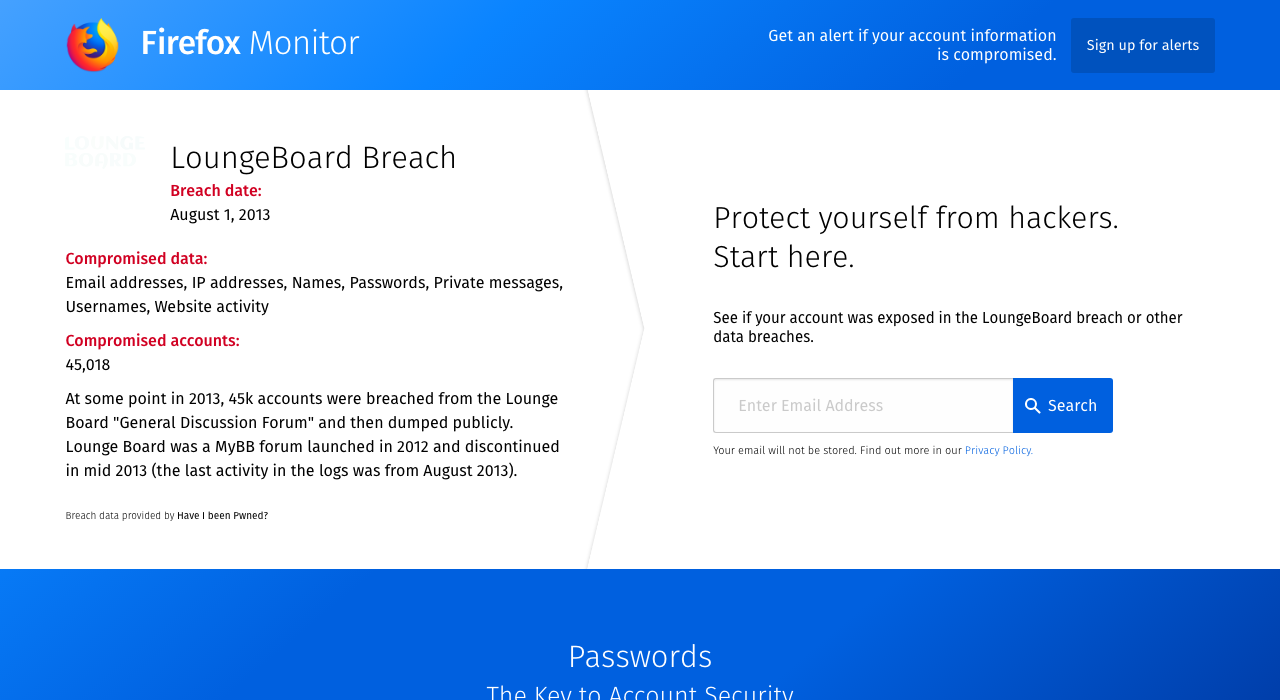 Firefox Monitor
Get an alert if your account information
is compromised.
Sign up for alerts
LOUNGE
BOARD
LoungeBoard Breach
Breach date:
August 1, 2013
Compromised data:
Email addresses, IP addresses, Names, Passwords, Private messages,
Usernames, Website activity
Compromised accounts:
45,018
At some point in 2013, 45k accounts were breached from the Lounge
Board "General Discussion Forum" and then dumped publicly.
Lounge Board was a MyBB forum launched in 2012 and discontinued
in mid 2013 (the last activity in the logs was from August 2013).
Breach data provided by Have I been Pwned?
Protect yourself from hackers.
Start here.
See if your account was exposed in the LoungeBoard breach or other
data breaches.
Enter Email Address
Search
Your email will not be stored. Find out more in our Privacy Policy.
Passwords
The Key to Account Security